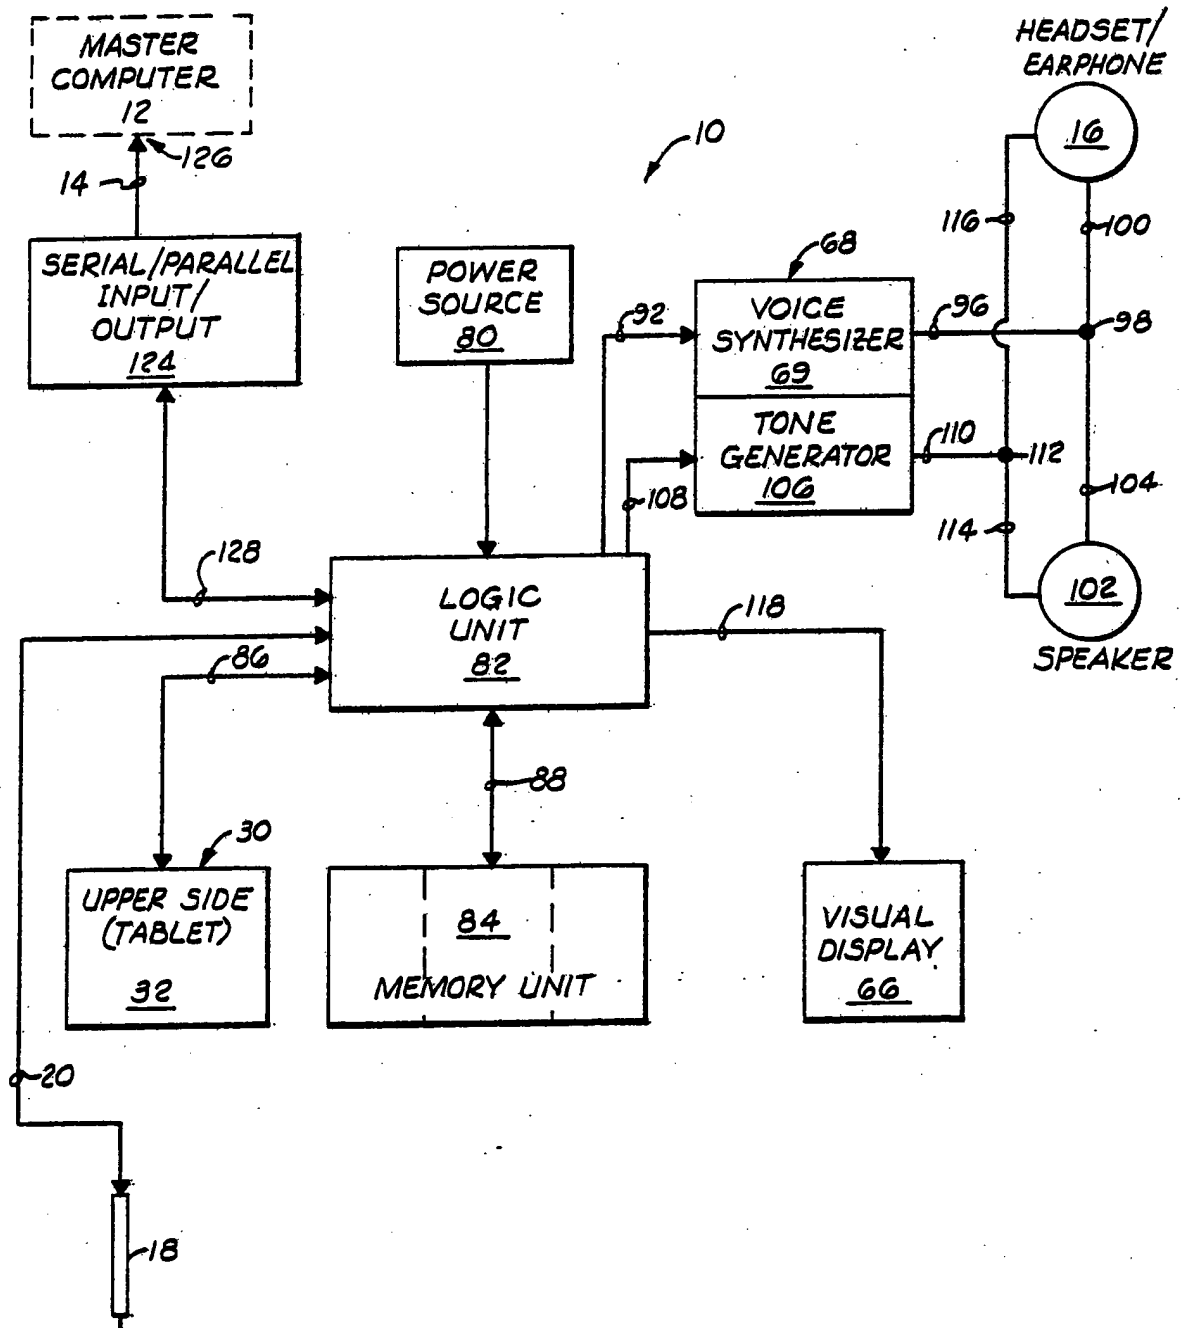 MASTER
COMPUTER
12
126
14
SERIAL/PARALLEL
INPUT/
OUTPUT
124
POWER
SOURCE
80
10
HEADSET/
EARPHONE
16
116
100
68
92
VOICE
SYNTHESIZER
69
96
98
TONE
GENERATOR
106
110
112
108
114
104
102
SPEAKER
128
LOGIC
UNIT
82
118
86
88
30
UPPER SIDE
(TABLET)
32
84
MEMORY UNIT
VISUAL
DISPLAY
66
20
18